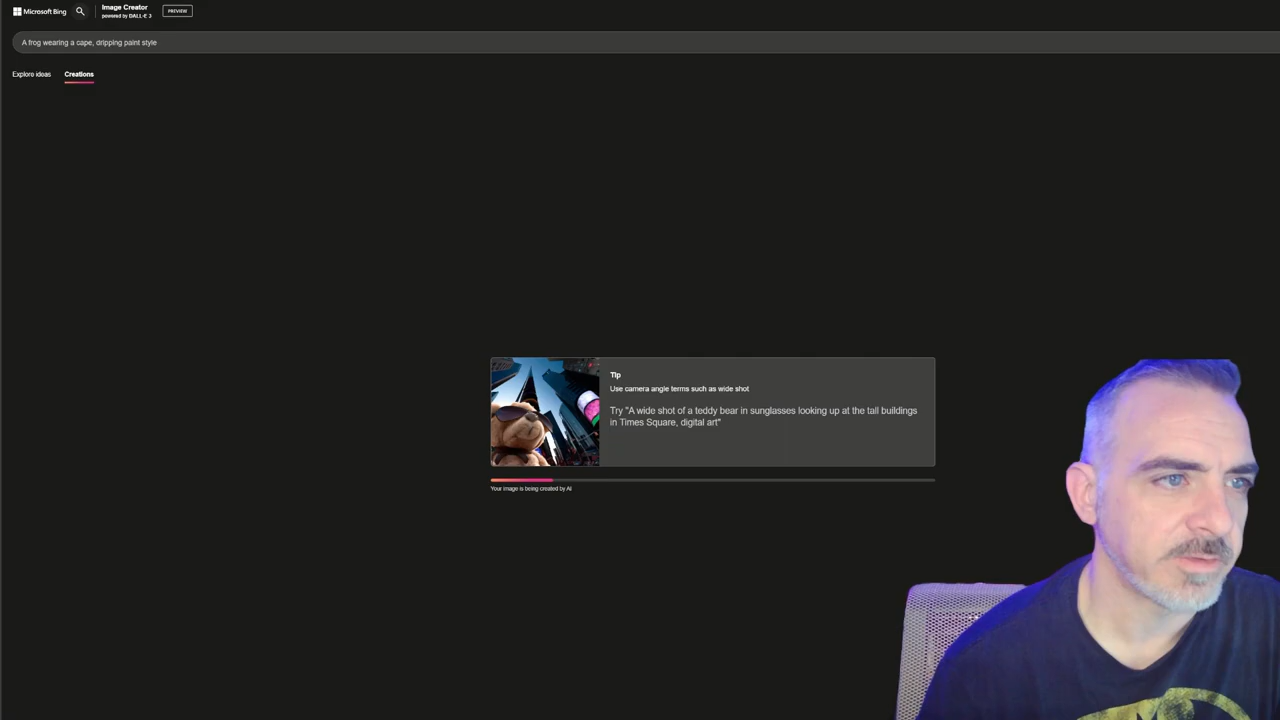 Microsoft Bing
Image Creator
powered by DALL·E 3
PREVIEW
A frog wearing a cape, dripping paint style
Explore ideas
Creations
Tip
Use camera angle terms such as wide shot
Try "A wide shot of a teddy bear in sunglasses looking up at the tall buildings
in Times Square, digital art"
Your image is being created by AI